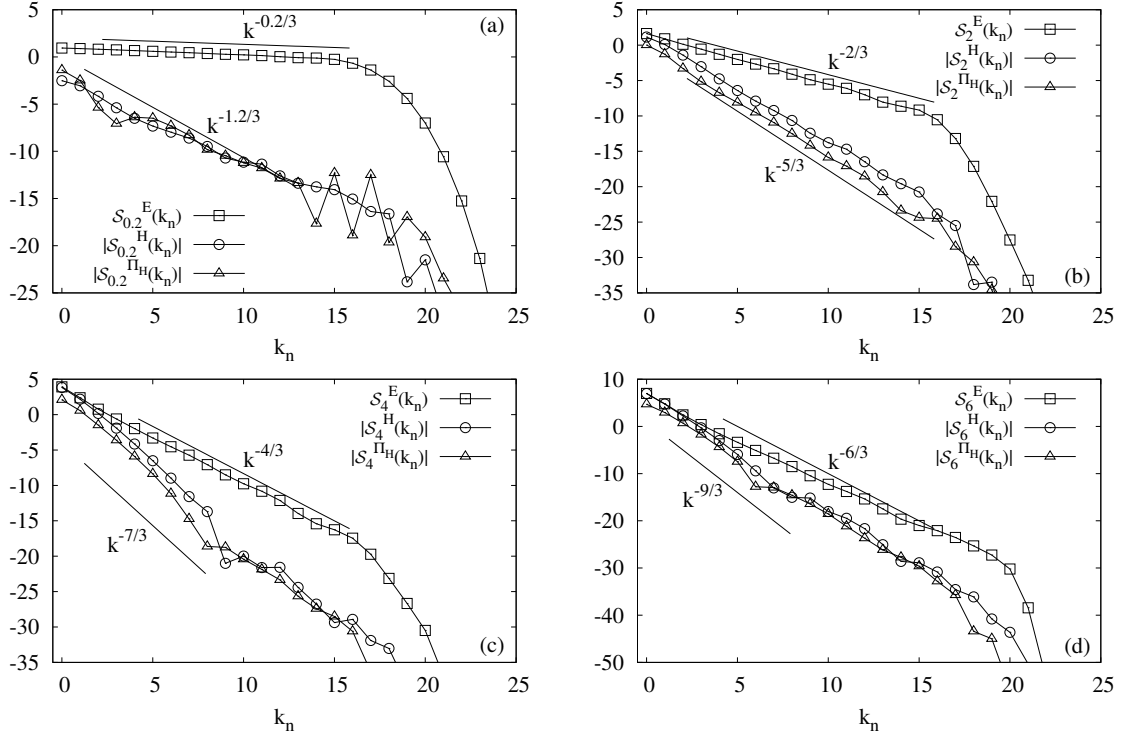 (a)
5
0
-5
-10
-15
-20
-25
k^-0.2/3
k^-1.2/3
S_0.2^E(k_n)
|S_0.2^H(k_n)|
|S_0.2^Π_H(k_n)|
0 5 10 15 20 25
k_n
(b)
5
0
-5
-10
-15
-20
-25
-30
-35
S_2^E(k_n)
|S_2^H(k_n)|
|S_2^Π_H(k_n)|
k^-2/3
k^-5/3
0 5 10 15 20 25
k_n
(c)
5
0
-5
-10
-15
-20
-25
-30
-35
S_4^E(k_n)
|S_4^H(k_n)|
|S_4^Π_H(k_n)|
k^-4/3
k^-7/3
0 5 10 15 20 25
k_n
(d)
10
0
-10
-20
-30
-40
-50
S_6^E(k_n)
|S_6^H(k_n)|
|S_6^Π_H(k_n)|
k^-6/3
k^-9/3
0 5 10 15 20 25
k_n